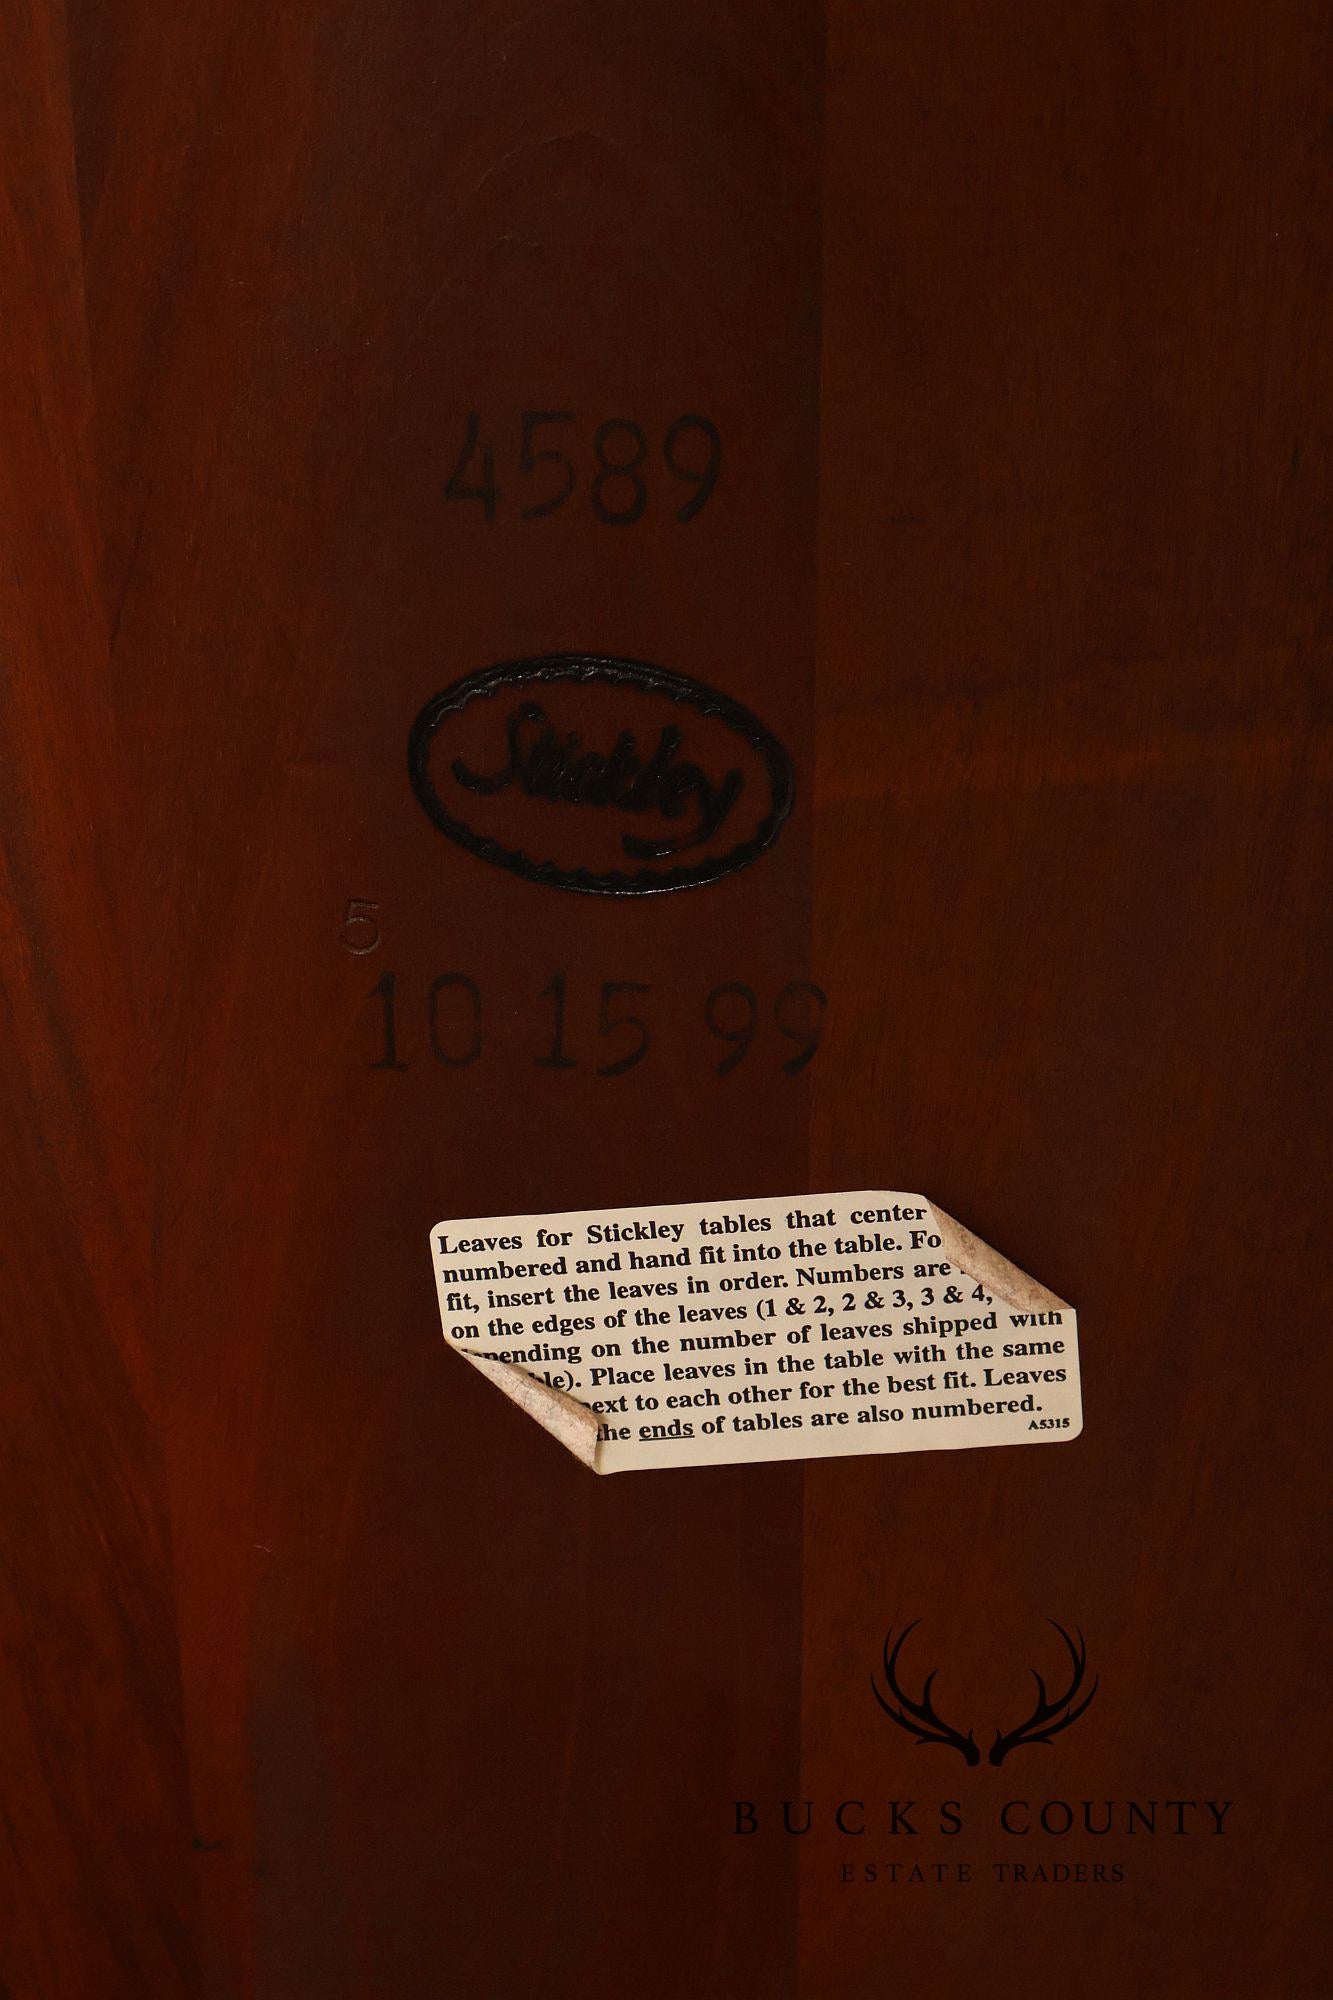 4589
Stickley
5
10 15 99
Leaves for Stickley tables that center
numbered and hand fit into the table. Fo
fit, insert the leaves in order. Numbers are
on the edges of the leaves (1 & 2, 2 & 3, 3 & 4,
pending on the number of leaves shipped with
ble). Place leaves in the table with the same
next to each other for the best fit. Leaves
the ends of tables are also numbered.
A5315
BUCKS COUNTY
ESTATE TRADERS